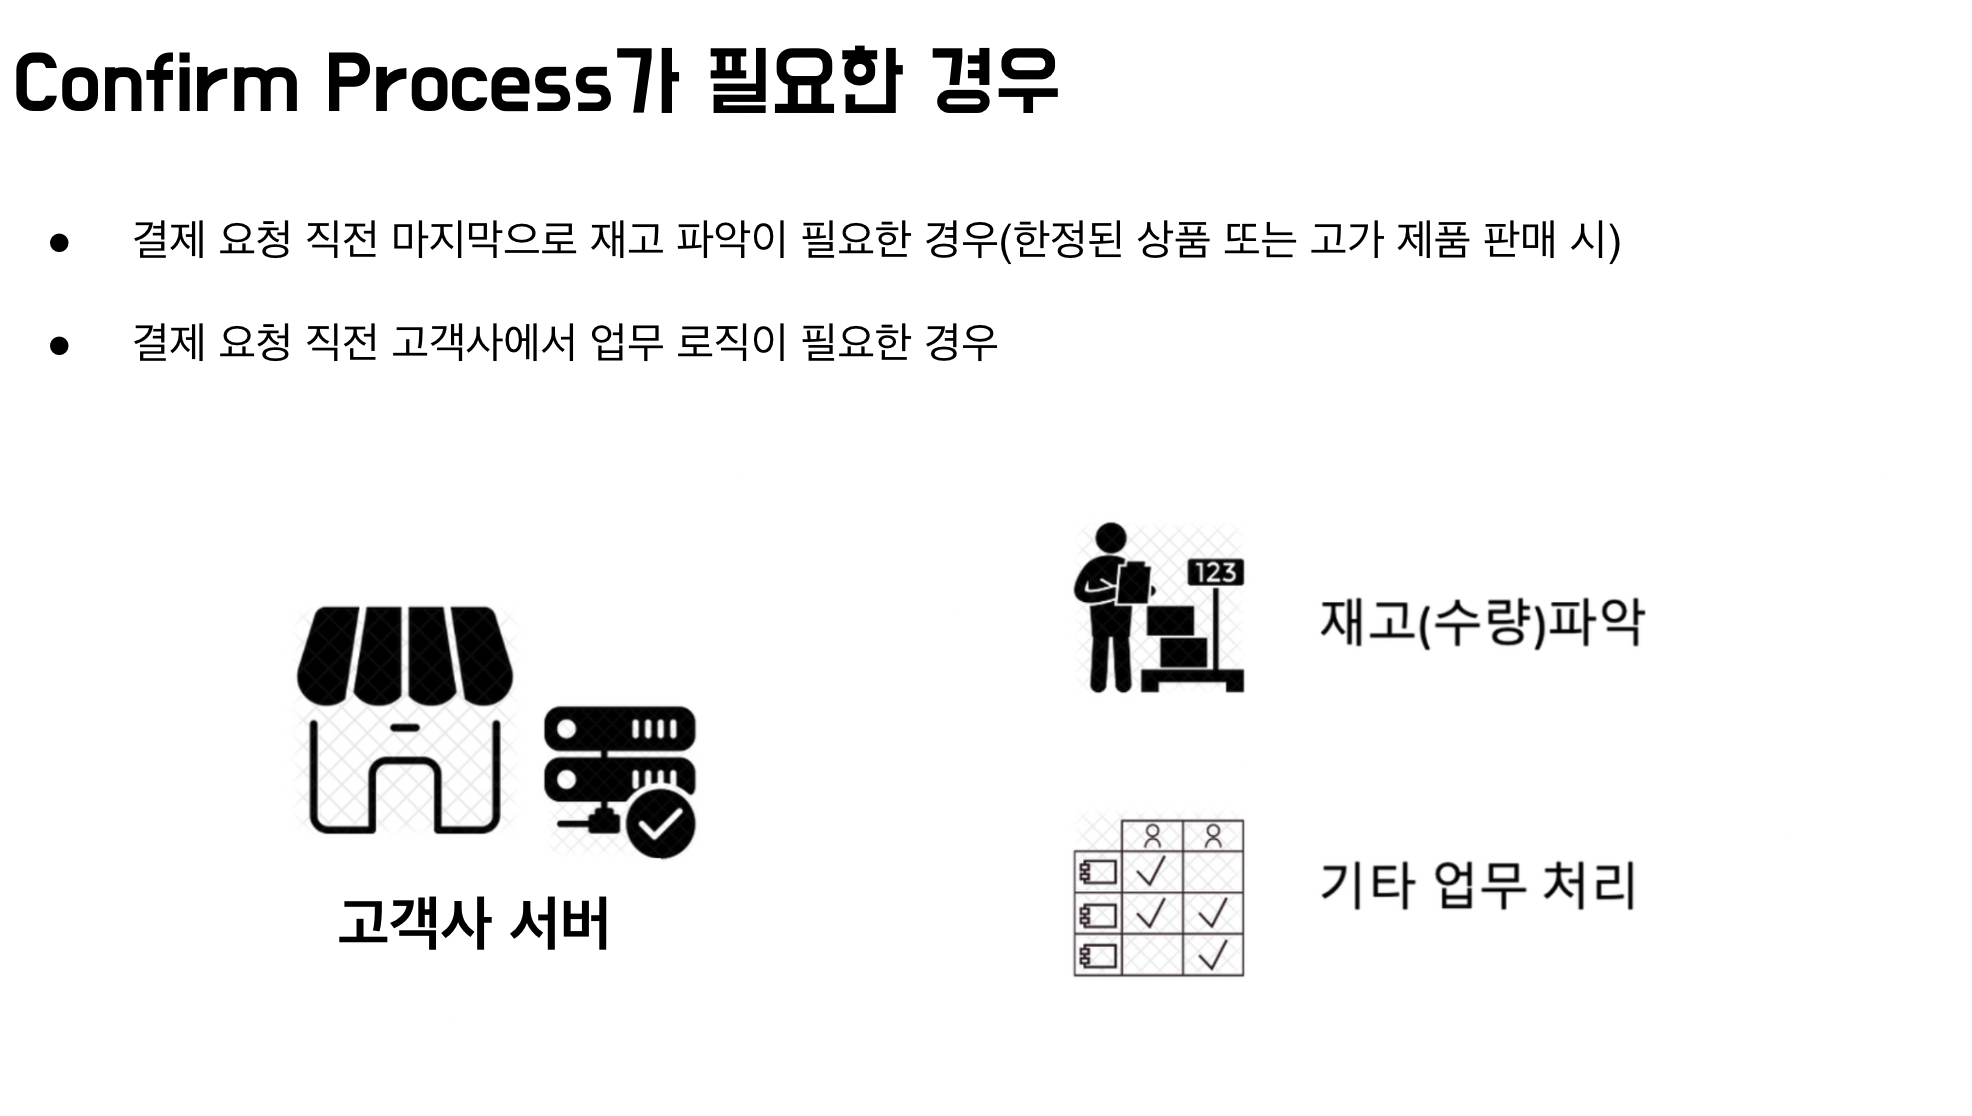 Confirm Process가 필요한 경우
● 결제 요청 직전 마지막으로 재고 파악이 필요한 경우(한정된 상품 또는 고가 제품 판매 시)
● 결제 요청 직전 고객사에서 업무 로직이 필요한 경우
123
재고(수량)파악
기타 업무 처리
고객사 서버